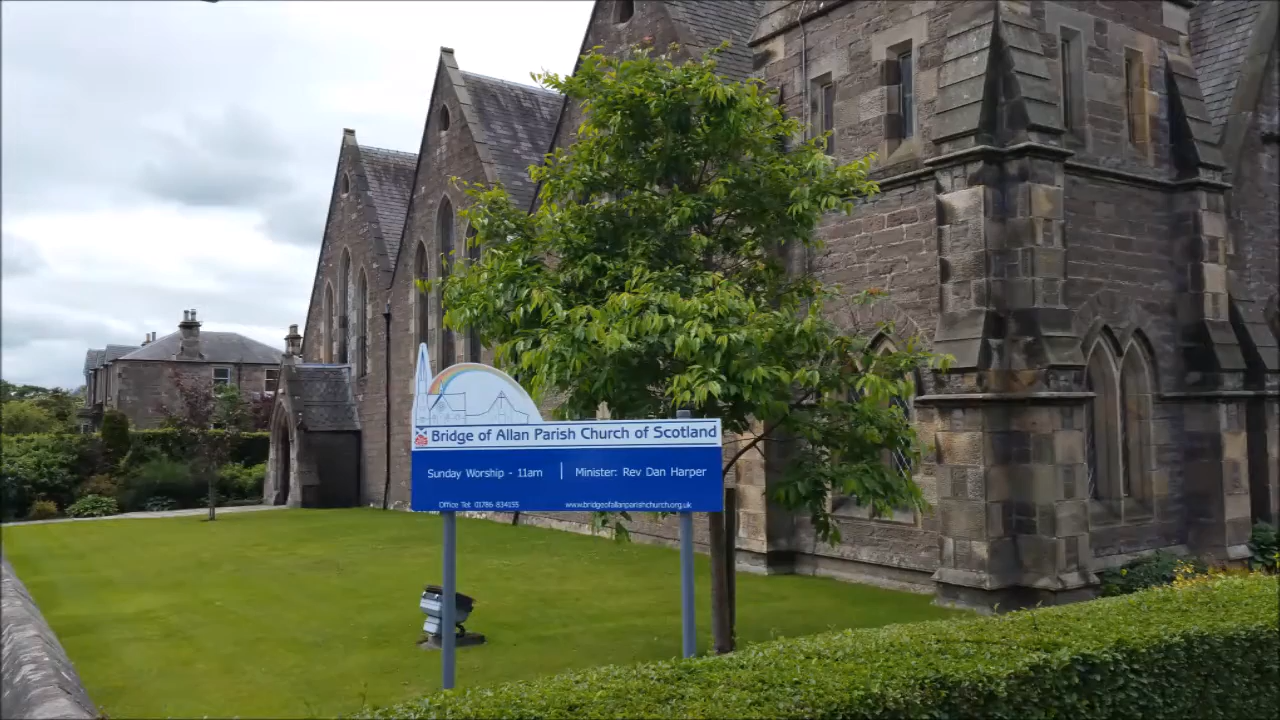 Bridge of Allan Parish Church of Scotland
Sunday Worship - 11am | Minister: Rev Dan Harper
Office Tel: 01786 834155 www.bridgeofallanparishchurch.org.uk